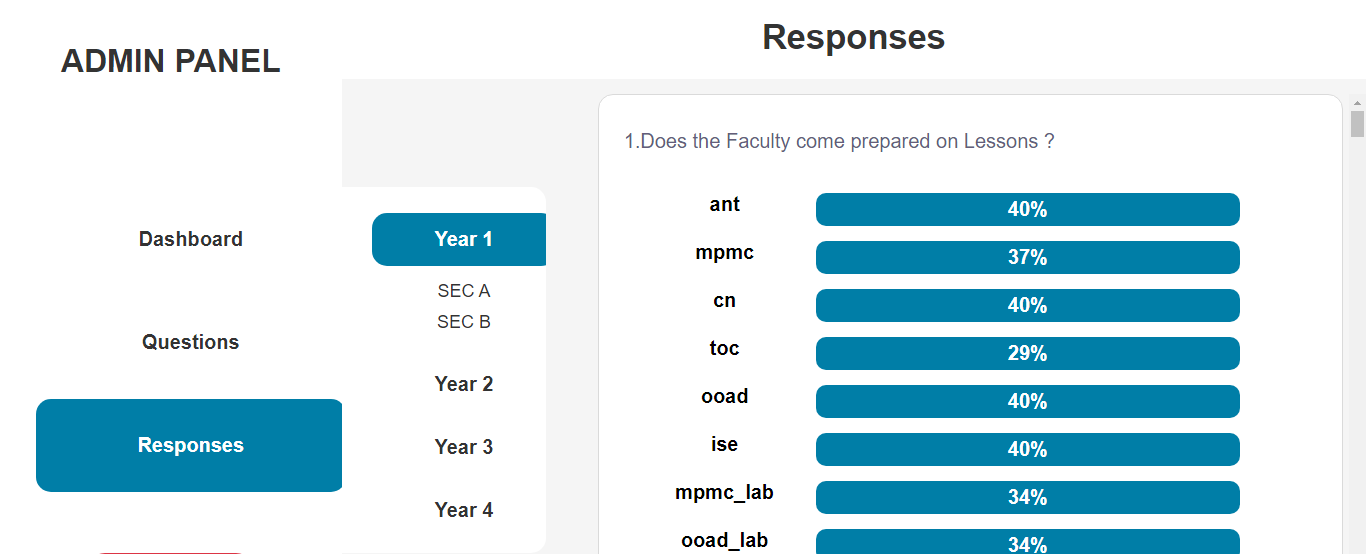 ADMIN PANEL
Dashboard
Questions
Responses
Year 1
SEC A
SEC B
Year 2
Year 3
Year 4
Responses
1.Does the Faculty come prepared on Lessons ?
ant 40%
mpmc 37%
cn 40%
toc 29%
ooad 40%
ise 40%
mpmc_lab 34%
ooad_lab 34%